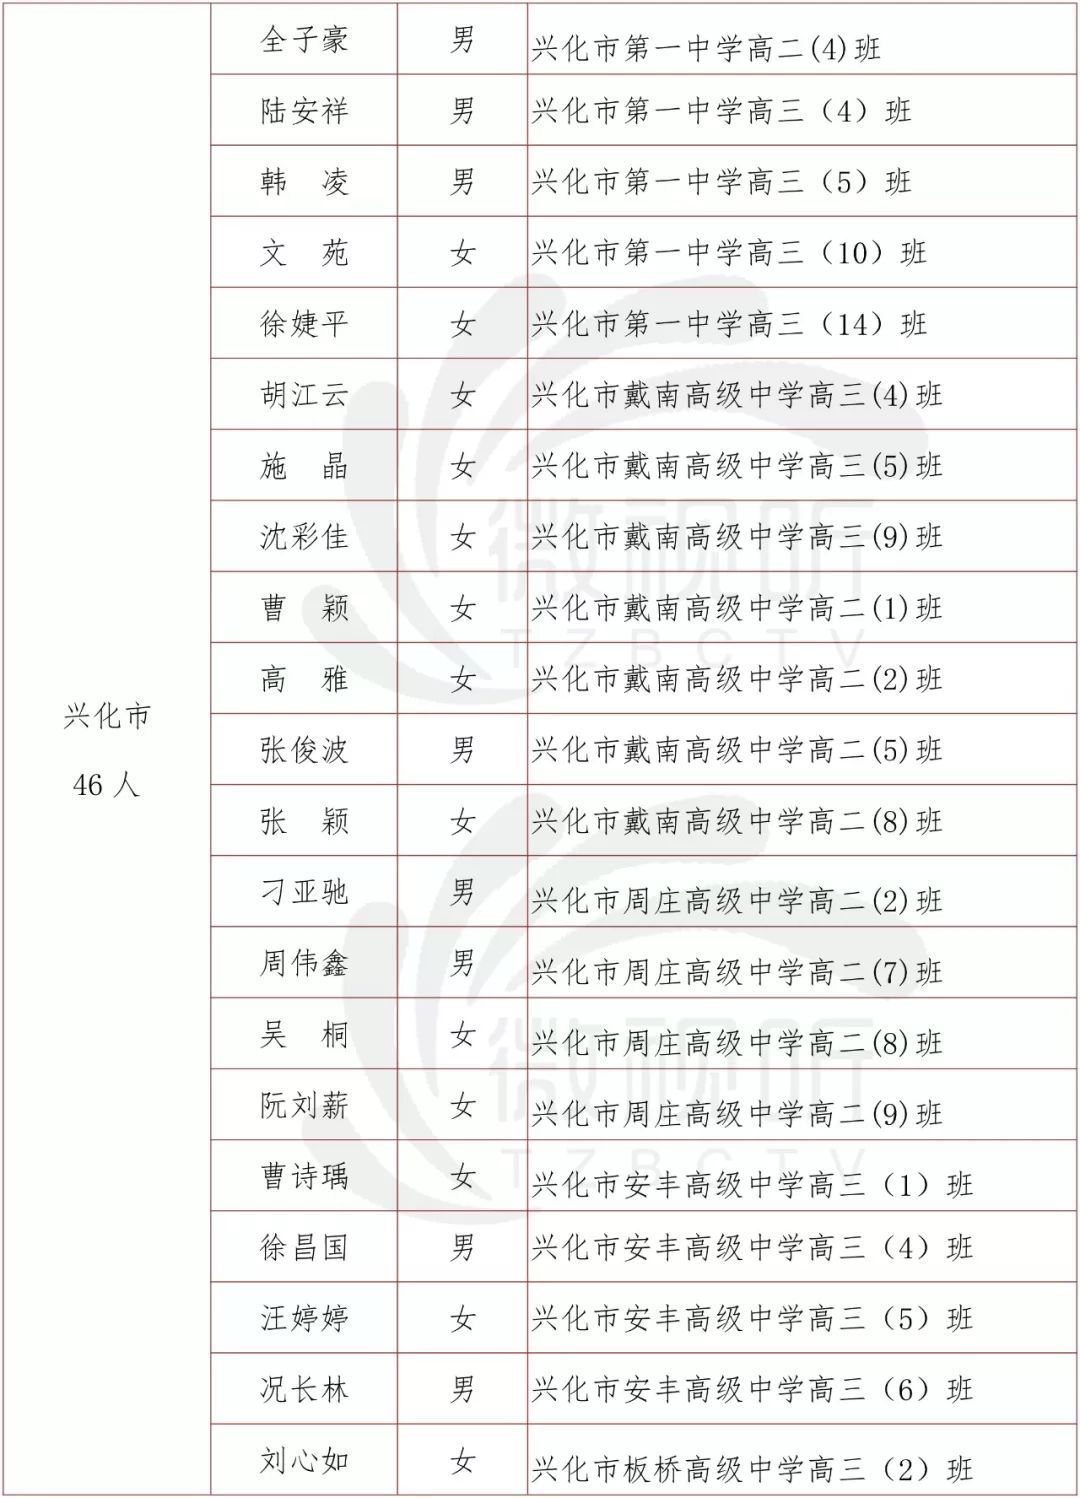 全子豪 男 兴化市第一中学高二(4)班
陆安祥 男 兴化市第一中学高三（4）班
韩 凌 男 兴化市第一中学高三（5）班
文 苑 女 兴化市第一中学高三（10）班
徐婕平 女 兴化市第一中学高三（14）班
胡江云 女 兴化市戴南高级中学高三(4)班
施 晶 女 兴化市戴南高级中学高三(5)班
沈彩佳 女 兴化市戴南高级中学高三(9)班
曹 颖 女 兴化市戴南高级中学高二(1)班
高 雅 女 兴化市戴南高级中学高二(2)班
兴化市
46 人
张俊波 男 兴化市戴南高级中学高二(5)班
张 颖 女 兴化市戴南高级中学高二(8)班
刁亚驰 男 兴化市周庄高级中学高二(2)班
周伟鑫 男 兴化市周庄高级中学高二(7)班
吴 桐 女 兴化市周庄高级中学高二(8)班
阮刘薪 女 兴化市周庄高级中学高二(9)班
曹诗瑀 女 兴化市安丰高级中学高三（1）班
徐昌国 男 兴化市安丰高级中学高三（4）班
汪婷婷 女 兴化市安丰高级中学高三（5）班
况长林 男 兴化市安丰高级中学高三（6）班
刘心如 女 兴化市板桥高级中学高三（2）班
微视听
TZBCTV
微视听
TZBCTV